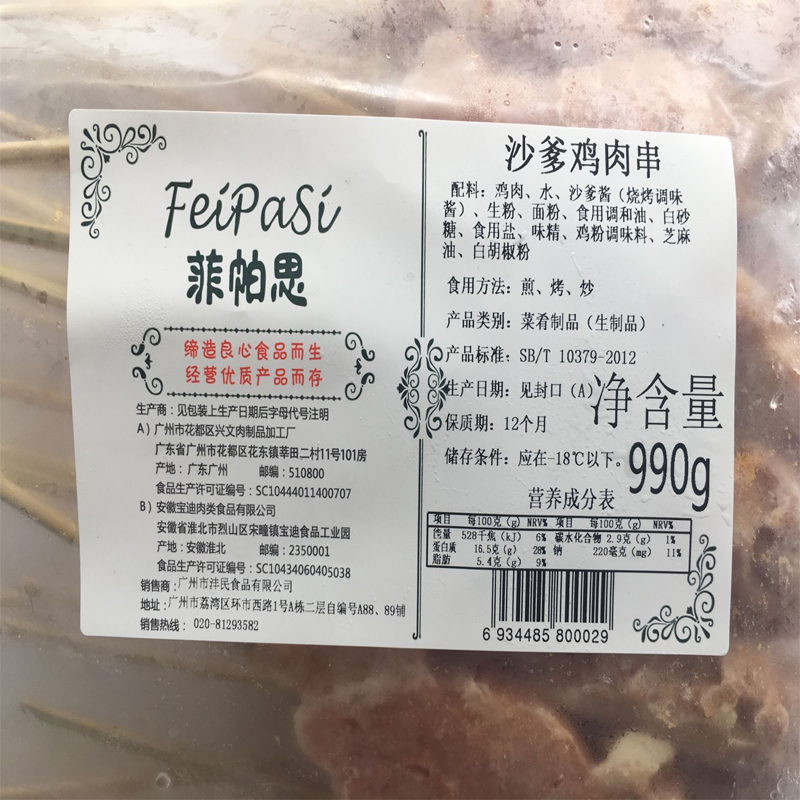 FeiPaSi
菲帕思
缔造良心食品而生
经营优质产品而存
生产商：见包装上生产日期后字母代号注明
A）广州市花都区兴文肉制品加工厂
广东省广州市花都区花东镇莘田二村11号101房
产地：广东广州 邮编：510800
食品生产许可证编号：SC10444011400707
B）安徽宝迪肉类食品有限公司
安徽省淮北市烈山区宋疃镇宝迪食品工业园
产地：安徽淮北 邮编：2350001
食品生产许可证编号：SC10434060405038
销售商：广州市沣民食品有限公司
地址：广州市荔湾区环市西路1号A栋二层自编号A88、89铺
销售热线：020-81293582
沙爹鸡肉串
配料：鸡肉、水、沙爹酱（烧烤调味
酱）、生粉、面粉、食用调和油、白砂
糖、食用盐、味精、鸡粉调味料、芝麻
油、白胡椒粉
食用方法：煎、烤、炒
产品类别：菜肴制品（生制品）
产品标准：SB/T 10379-2012
生产日期：见封口（A）
保质期：12个月
储存条件：应在-18℃以下。
净含量
990g
营养成分表
项目 每100克（g） NRV% 项目 每100克（g） NRV%
能量 528千焦（kJ） 6% 碳水化合物 2.9克（g） 1%
蛋白质 16.5克（g） 28% 钠 220毫克（mg） 11%
脂肪 5.4克（g） 9%
6 934485 800029